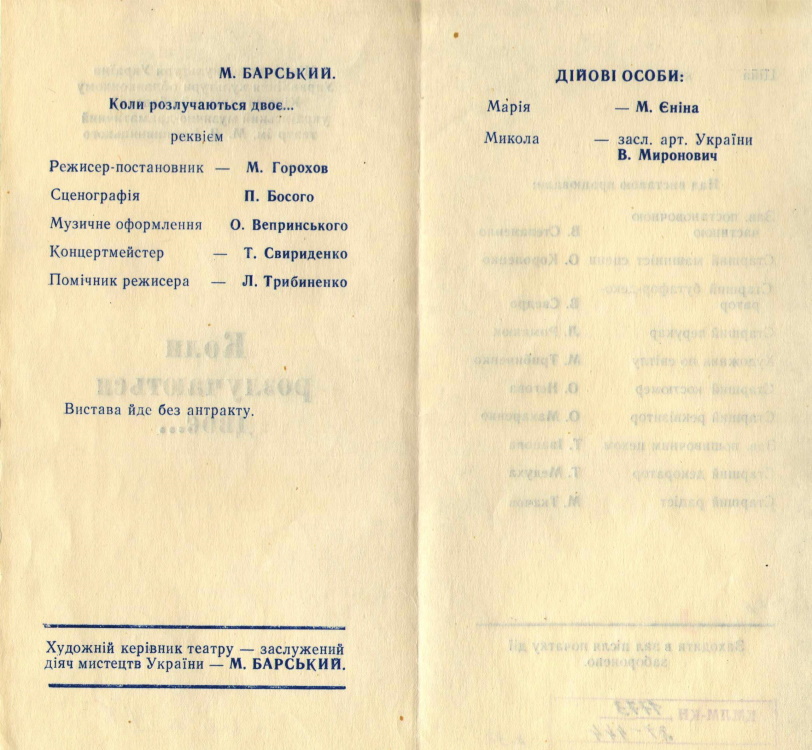 М. БАРСЬКИЙ.
Коли розлучаються двоє...
реквієм
Режисер-постановник — М. Горохов
Сценографія П. Босого
Музичне оформлення О. Вепринського
Концертмейстер — Т. Свириденко
Помічник режисера — Л. Трибиненко
Вистава йде без антракту.
Художній керівник театру — заслужений
діяч мистецтв України — М. БАРСЬКИЙ.
ДІЙОВІ ОСОБИ:
Марія — М. Єніна
Микола — засл. арт. України
В. Миронович